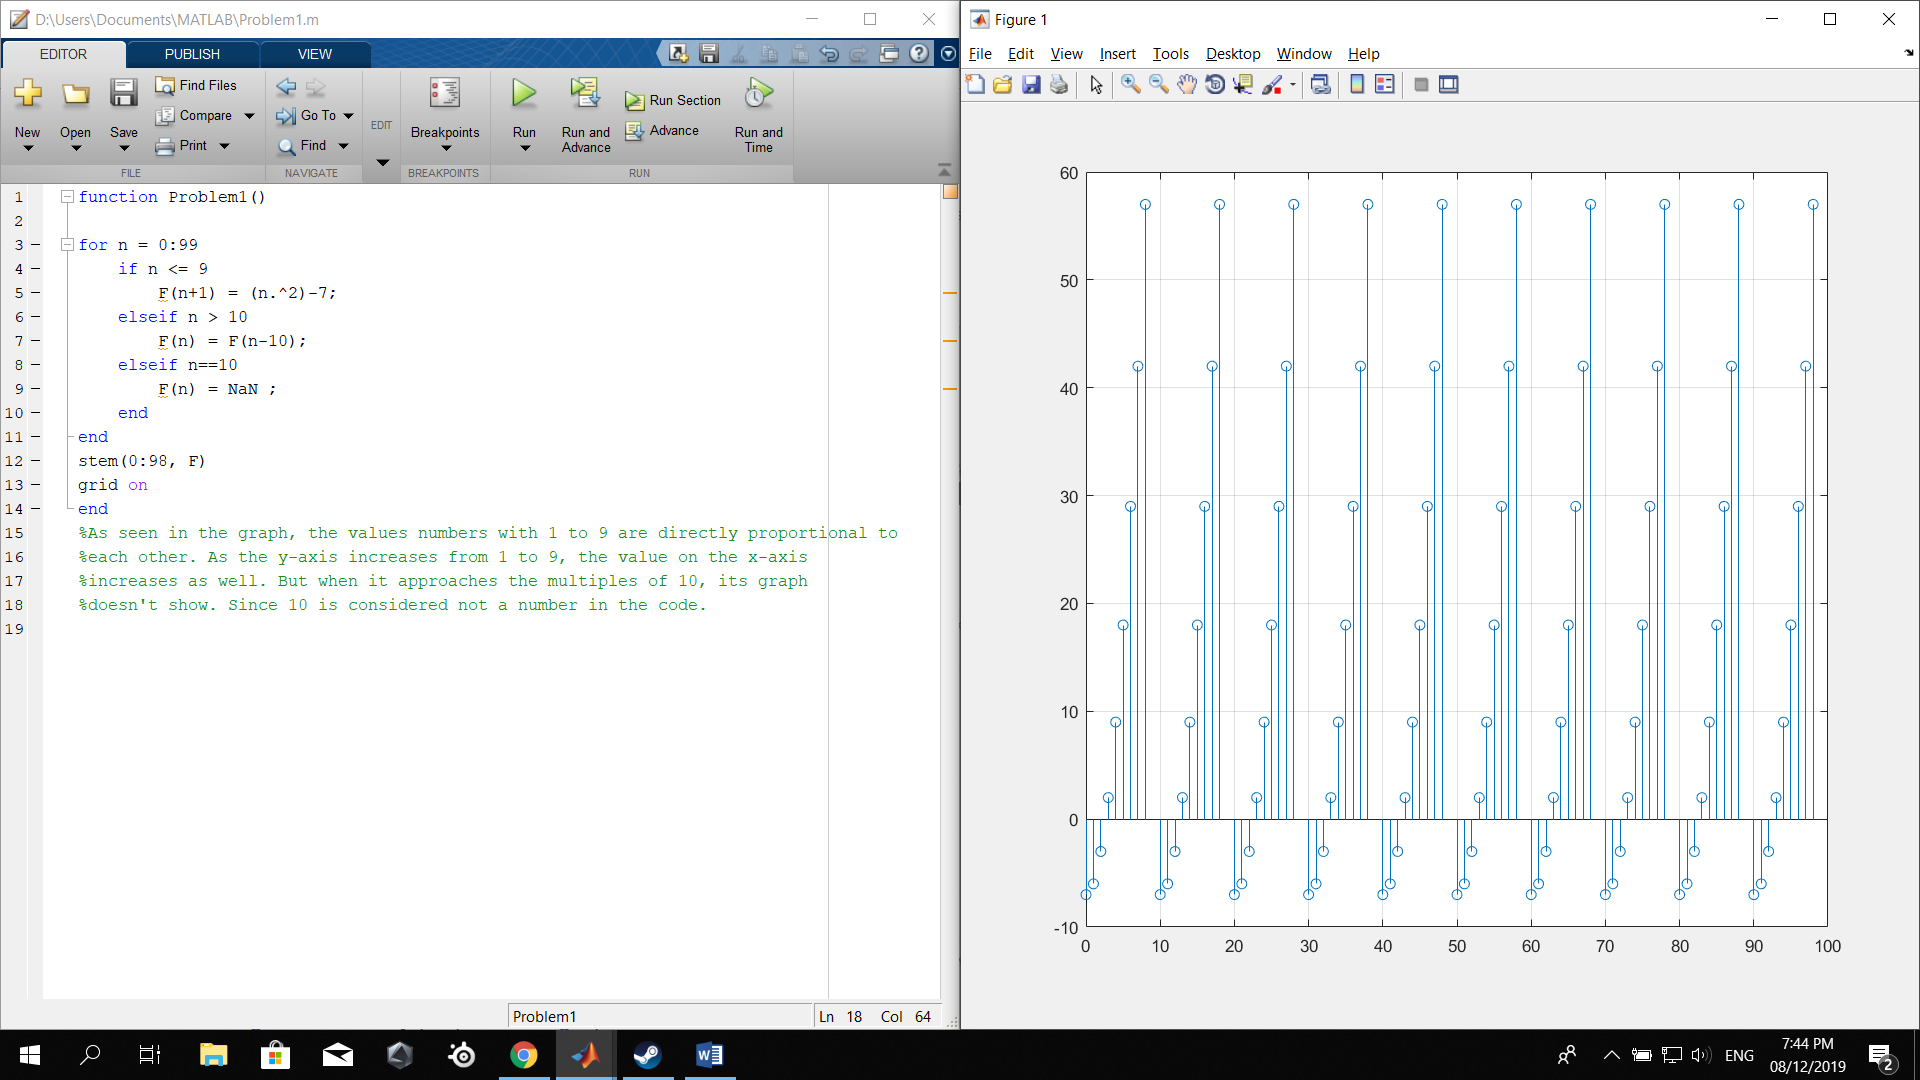 D:\Users\Documents\MATLAB\Problem1.m
EDITOR PUBLISH VIEW
New Open Save Find Files Compare Print
FILE
Go To Find
NAVIGATE
EDIT
Breakpoints
BREAKPOINTS
Run Run and Advance Run Section Advance Run and Time
RUN
1 function Problem1()
2
3 for n = 0:99
4 if n <= 9
5 F(n+1) = (n.^2)-7;
6 elseif n > 10
7 F(n) = F(n-10);
8 elseif n==10
9 F(n) = NaN ;
10 end
11 end
12 stem(0:98, F)
13 grid on
14 end
15 %As seen in the graph, the values numbers with 1 to 9 are directly proportional to
16 %each other. As the y-axis increases from 1 to 9, the value on the x-axis
17 %increases as well. But when it approaches the multiples of 10, its graph
18 %doesn't show. Since 10 is considered not a number in the code.
19
Problem1 Ln 18 Col 64
Figure 1
File Edit View Insert Tools Desktop Window Help
60
50
40
30
20
10
0
-10
0 10 20 30 40 50 60 70 80 90 100
ENG
7:44 PM
08/12/2019
2